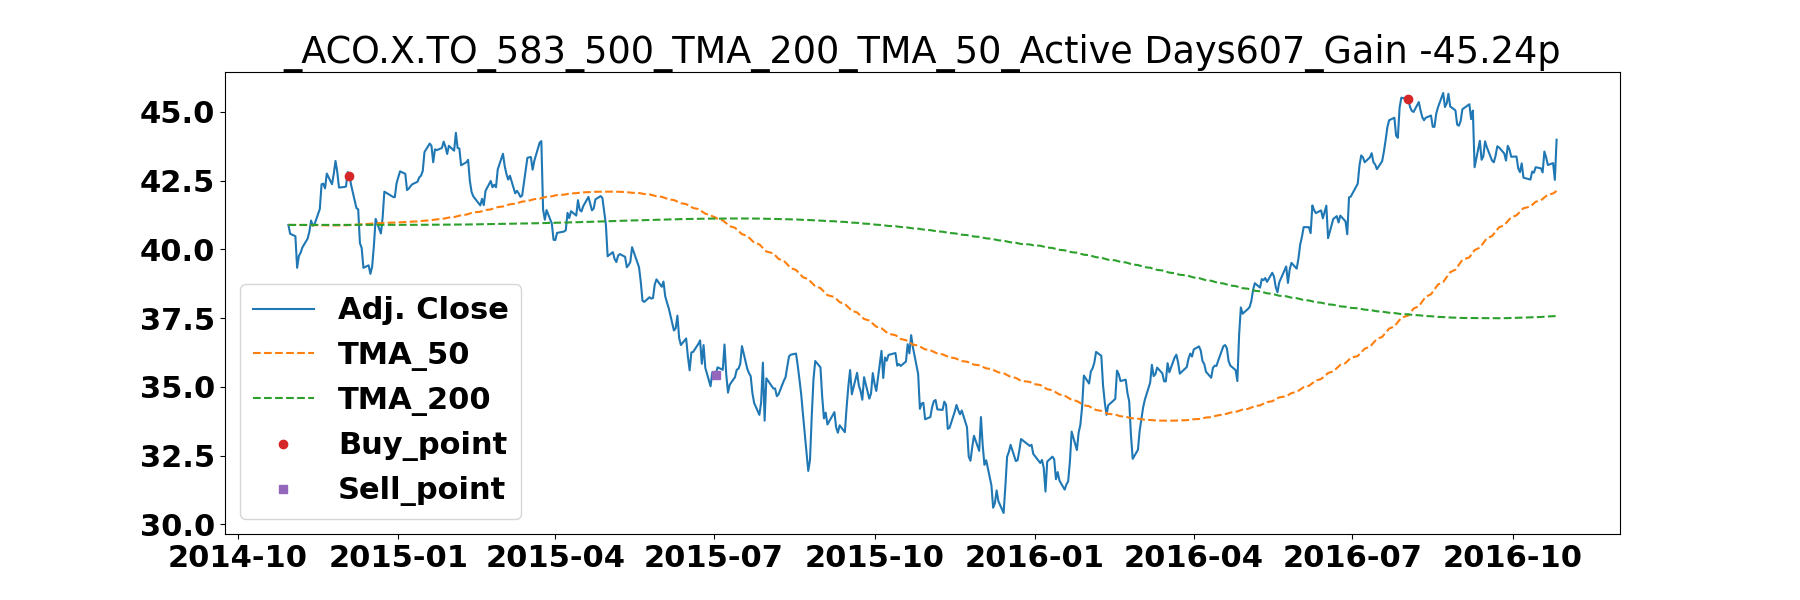 _ACO.X.TO_583_500_TMA_200_TMA_50_Active Days607_Gain -45.24p
45.0
42.5
40.0
37.5
35.0
32.5
30.0
Adj. Close
TMA_50
TMA_200
Buy_point
Sell_point
2014-10 2015-01 2015-04 2015-07 2015-10 2016-01 2016-04 2016-07 2016-10